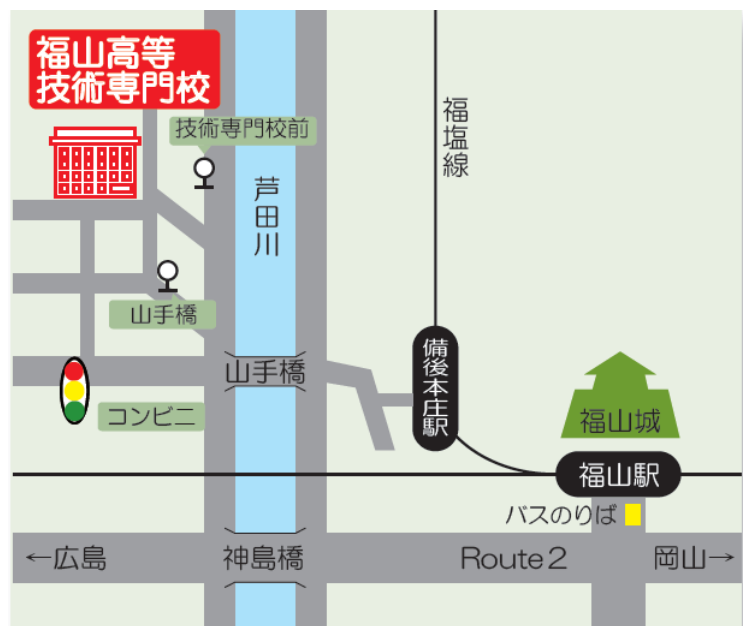 福山高等
技術専門校
技術専門校前
福塩線
芦田川
山手橋
山手橋
備後本庄駅
コンビニ
福山城
福山駅
バスのりば
←広島
神島橋
Route2
岡山→